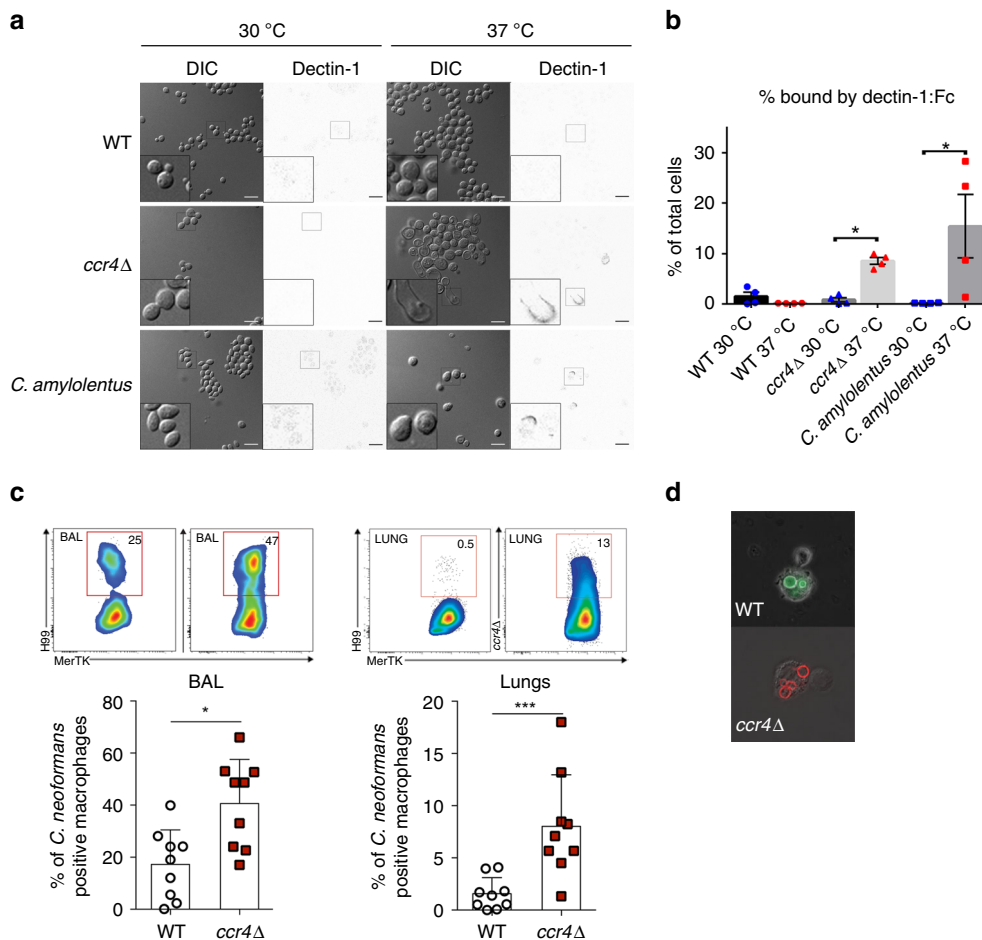 a
30 °C
37 °C
DIC
Dectin-1
DIC
Dectin-1
WT
ccr4Δ
C. amylolentus
b
% bound by dectin-1:Fc
% of total cells
30
20
10
0
*
*
WT 30 °C
WT 37 °C
ccr4Δ 30 °C
ccr4Δ 37 °C
C. amylolentus 30 °C
C. amylolentus 37 °C
c
BAL
25
BAL
47
H99
MerTK
LUNG
0.5
LUNG
13
H99
ccr4Δ
MerTK
BAL
% of C. neoformans
positive macrophages
80
60
40
20
0
*
WT
ccr4Δ
Lungs
% of C. neoformans
positive macrophages
20
15
10
5
0
***
WT
ccr4Δ
d
WT
ccr4Δ